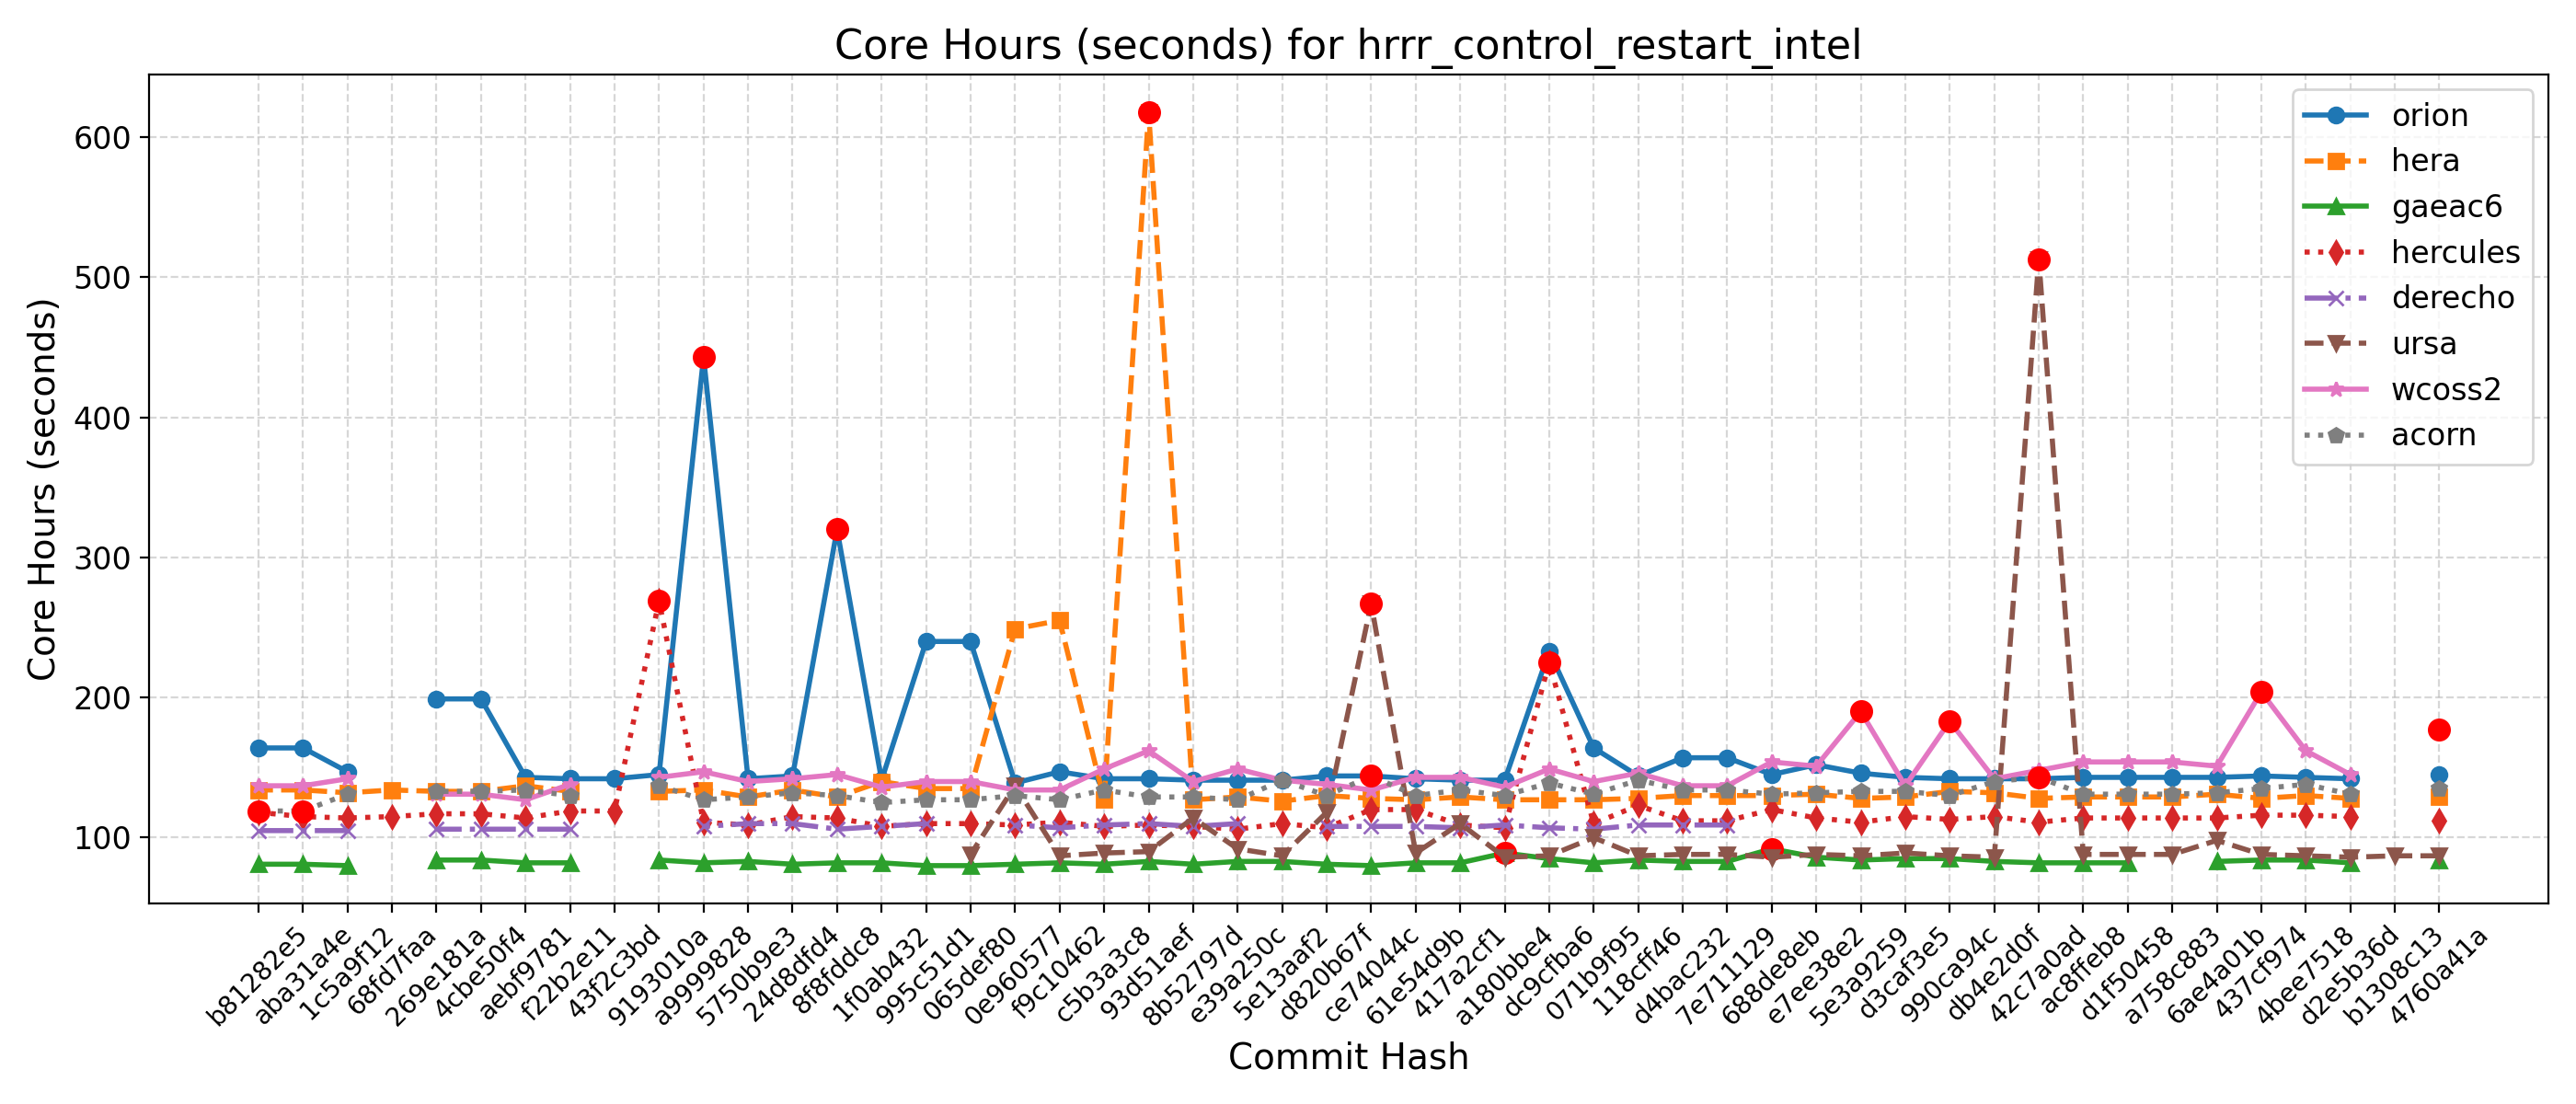 Core Hours (seconds) for hrrr_control_restart_intel
Core Hours (seconds)
600
500
400
300
200
100
orion
hera
gaeac6
hercules
derecho
ursa
wcoss2
acorn
b81282e5
aba31a4e
1c5a9f12
68fd7faa
269e181a
4cbe50f4
aebf9781
f22b2e11
43f2c3bd
9193010a
a9999828
5750b9e3
24d8dfd4
8f8fddc8
1f0ab432
995c51d1
065def80
0e960577
f9c10462
c5b3a3c8
93d51aef
8b52797d
e39a250c
5e13aaf2
d820b67f
ce74044c
61e54d9b
417a2cf1
a180bbe4
dc9cfba6
071b9f95
118cff46
d4bac232
7e711129
688de8eb
e7ee38e2
5e3a9259
d3caf3e5
990ca94c
db4e2d0f
42c7a0ad
ac8ffeb8
d1f50458
a758c883
6ae4a01b
437cf974
4bee7518
d2e5b36d
b1308c13
4760a41a
Commit Hash